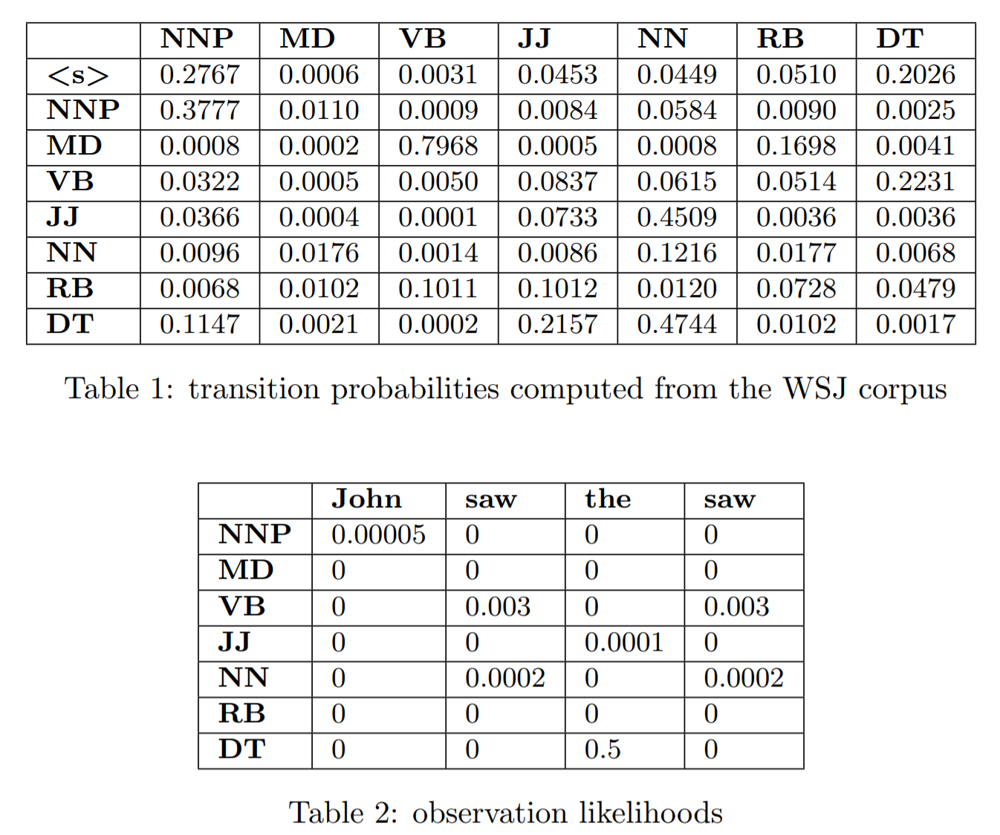 NNP MD VB JJ NN RB DT
<s> 0.2767 0.0006 0.0031 0.0453 0.0449 0.0510 0.2026
NNP 0.3777 0.0110 0.0009 0.0084 0.0584 0.0090 0.0025
MD 0.0008 0.0002 0.7968 0.0005 0.0008 0.1698 0.0041
VB 0.0322 0.0005 0.0050 0.0837 0.0615 0.0514 0.2231
JJ 0.0366 0.0004 0.0001 0.0733 0.4509 0.0036 0.0036
NN 0.0096 0.0176 0.0014 0.0086 0.1216 0.0177 0.0068
RB 0.0068 0.0102 0.1011 0.1012 0.0120 0.0728 0.0479
DT 0.1147 0.0021 0.0002 0.2157 0.4744 0.0102 0.0017
Table 1: transition probabilities computed from the WSJ corpus
John saw the saw
NNP 0.00005 0 0 0
MD 0 0 0 0
VB 0 0.003 0 0.003
JJ 0 0 0.0001 0
NN 0 0.0002 0 0.0002
RB 0 0 0 0
DT 0 0 0.5 0
Table 2: observation likelihoods